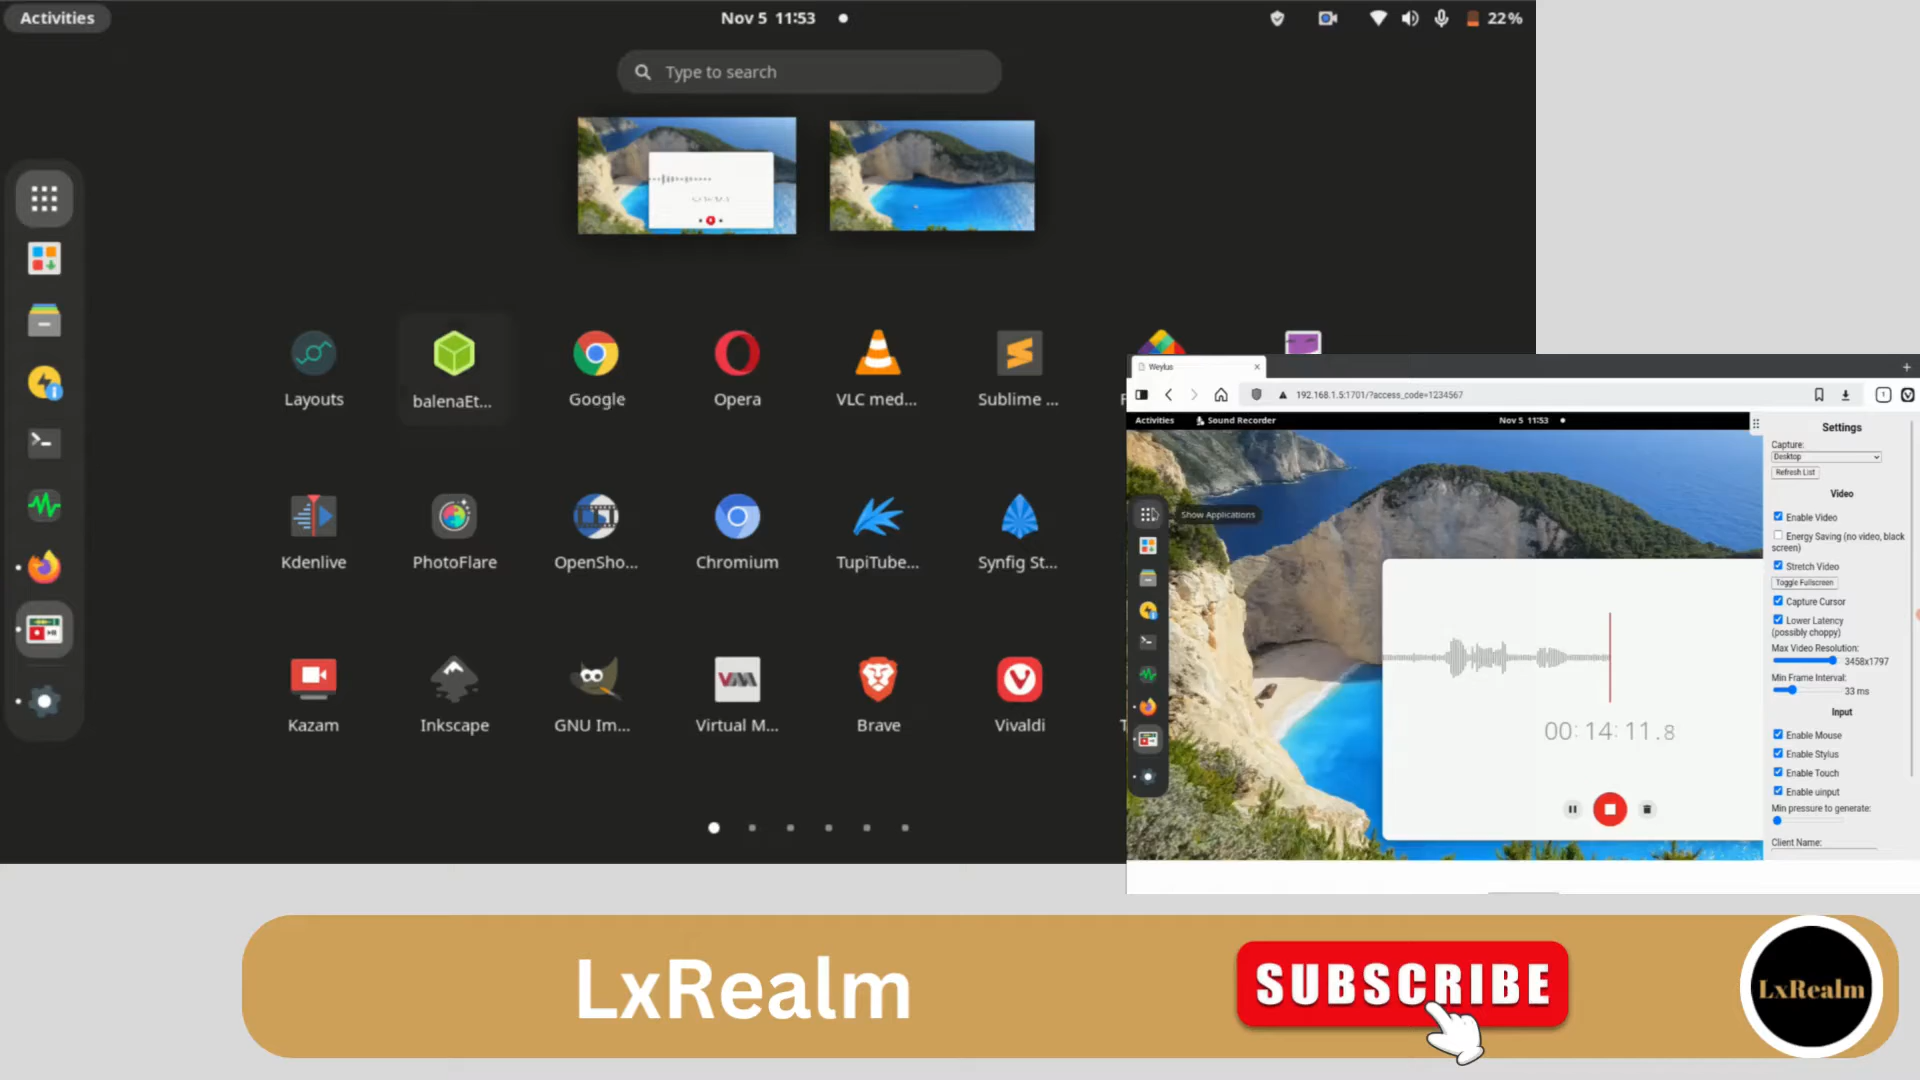 Activities
Nov 5 11:53
22%
Type to search
Layouts
balenaEt...
Google
Opera
VLC med...
Sublime ...
Kdenlive
PhotoFlare
OpenSho...
Chromium
TupiTube...
Synfig St...
Kazam
Inkscape
GNU Im...
Virtual M...
Brave
Vivaldi
Weylus
192.168.1.5:1701/?access_code=1234567
Activities
Sound Recorder
Nov 5 11:53
Show Applications
00:14:11.8
Settings
Capture:
Desktop
Refresh List
Video
Enable Video
Energy Saving (no video, black
screen)
Stretch Video
Toggle Fullscreen
Capture Cursor
Lower Latency
(possibly choppy)
Max Video Resolution:
3458x1797
Min Frame Interval:
33 ms
Input
Enable Mouse
Enable Stylus
Enable Touch
Enable uinput
Min pressure to generate:
Client Name:
LxRealm
SUBSCRIBE
LxRealm